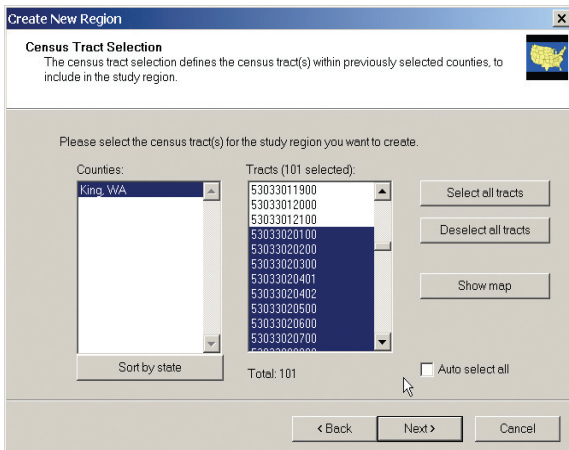 Create New Region
Census Tract Selection
The census tract selection defines the census tract(s) within previously selected counties, to
include in the study region.
Please select the census tract(s) for the study region you want to create.
Counties:
King, WA
Sort by state
Tracts (101 selected):
53033011900
53033012000
53033012100
53033020100
53033020200
53033020300
53033020401
53033020402
53033020500
53033020600
53033020700
Total: 101
Select all tracts
Deselect all tracts
Show map
Auto select all
< Back
Next >
Cancel